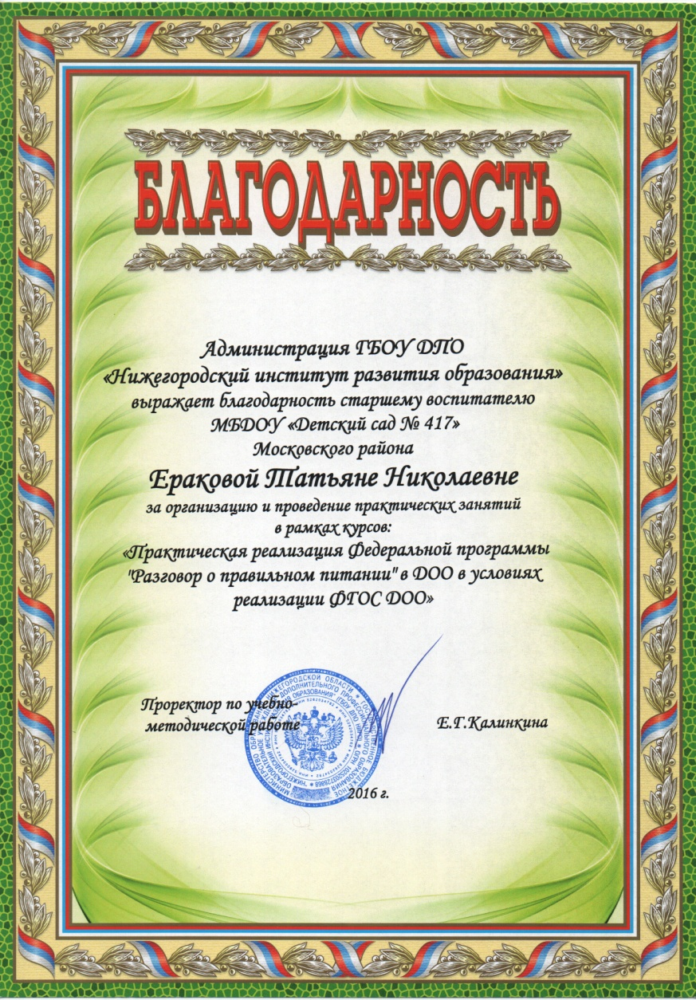 БЛАГОДАРНОСТЬ
Администрация ГБОУ ДПО
«Нижегородский институт развития образования»
выражает благодарность старшему воспитателю
МБДОУ «Детский сад № 417»
Московского района
Ераковой Татьяне Николаевне
за организацию и проведение практических занятий
в рамках курсов:
«Практическая реализация Федеральной программы
"Разговор о правильном питании" в ДОО в условиях
реализации ФГОС ДОО»
Проректор по учебно-
методической работе
Е.Г.Калинкина
2016 г.